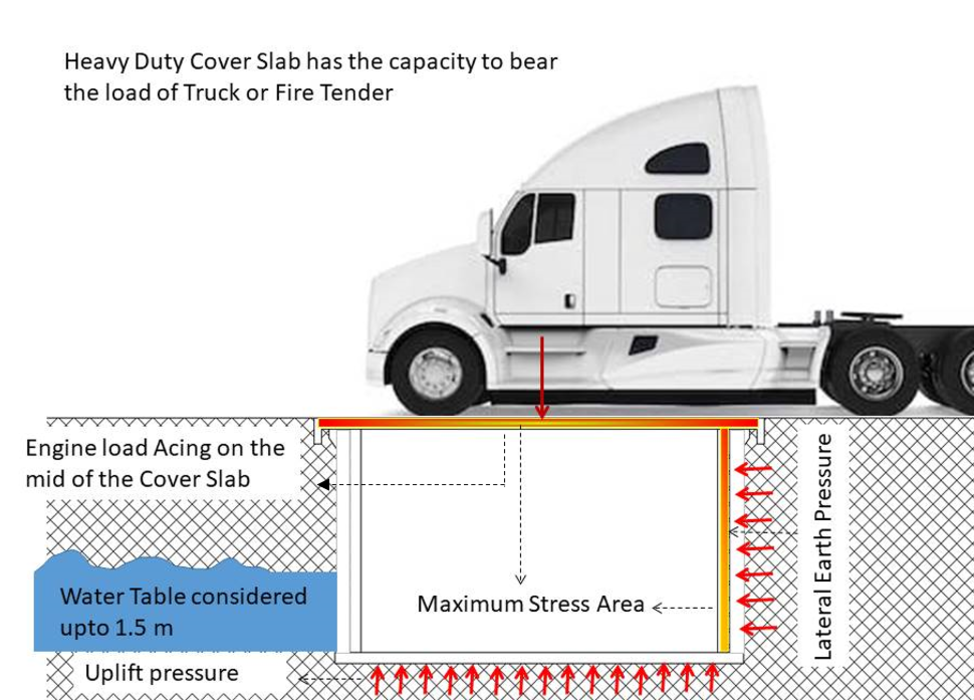 Heavy Duty Cover Slab has the capacity to bear
the load of Truck or Fire Tender
Engine load Acing on the
mid of the Cover Slab
Lateral Earth Pressure
Water Table considered
upto 1.5 m
Maximum Stress Area
Uplift pressure